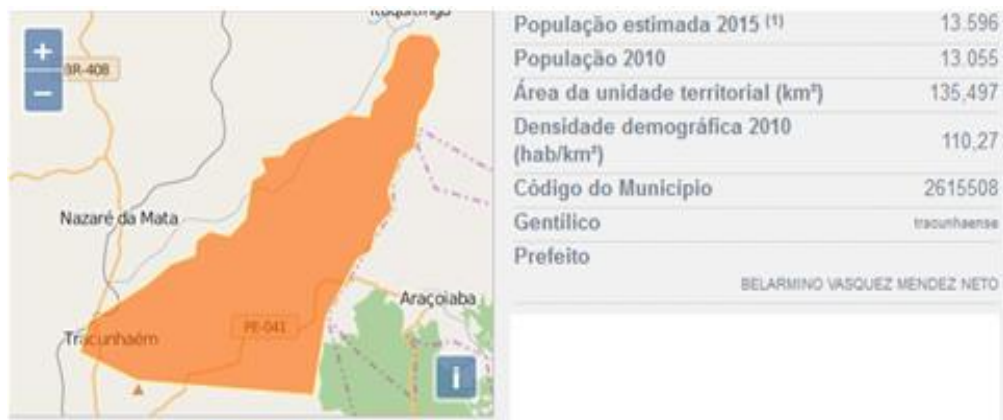 Itaquitinga
BR-408
+
−
Nazaré da Mata
Araçoiaba
Tracunhaém
PE-041
i
População estimada 2015 (1) 13.596
População 2010 13.055
Área da unidade territorial (km²) 135,497
Densidade demográfica 2010
(hab/km²) 110,27
Código do Município 2615508
Gentílico tracunhaense
Prefeito
BELARMINO VASQUEZ MENDEZ NETO